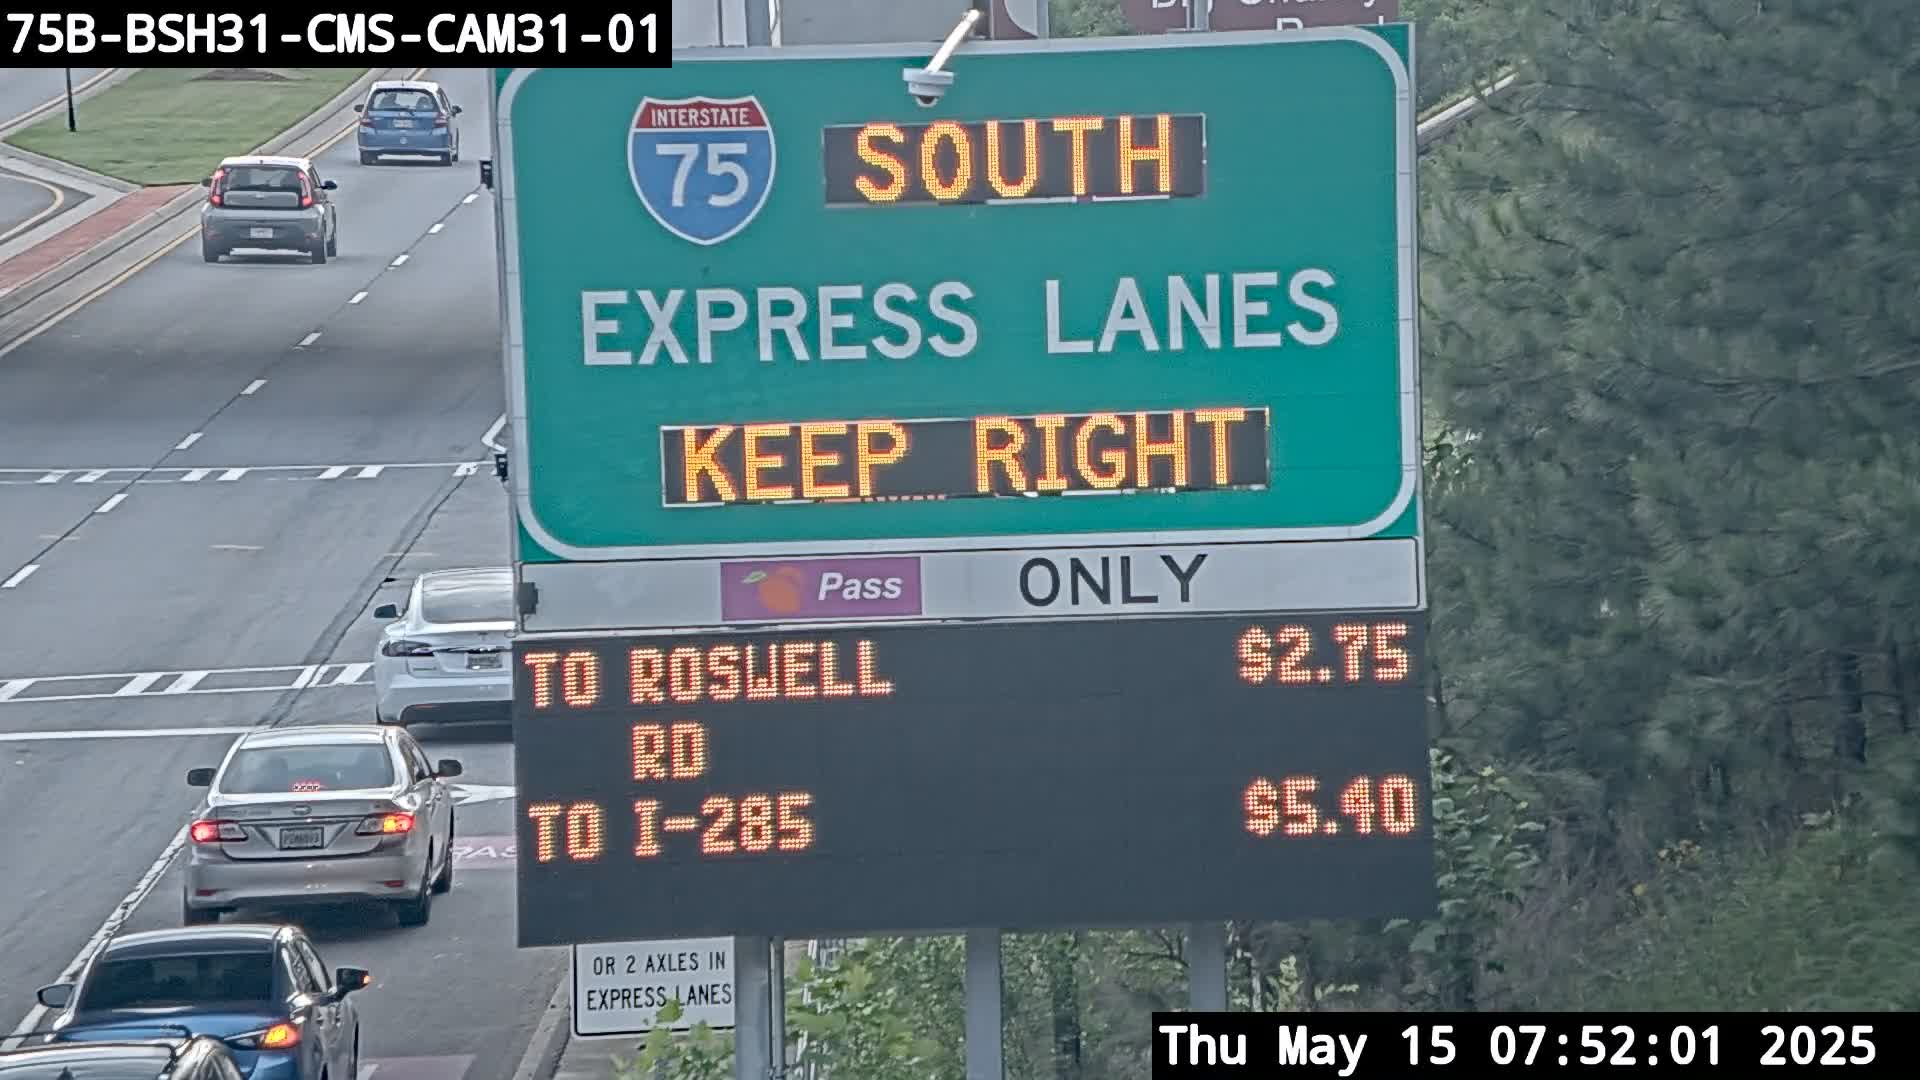 75B-BSH31-CMS-CAM31-01
INTERSTATE
75
SOUTH
EXPRESS LANES
KEEP RIGHT
Pass ONLY
TO ROSWELL $2.75
RD
TO I-285 $5.40
OR 2 AXLES IN
EXPRESS LANES
Thu May 15 07:52:01 2025